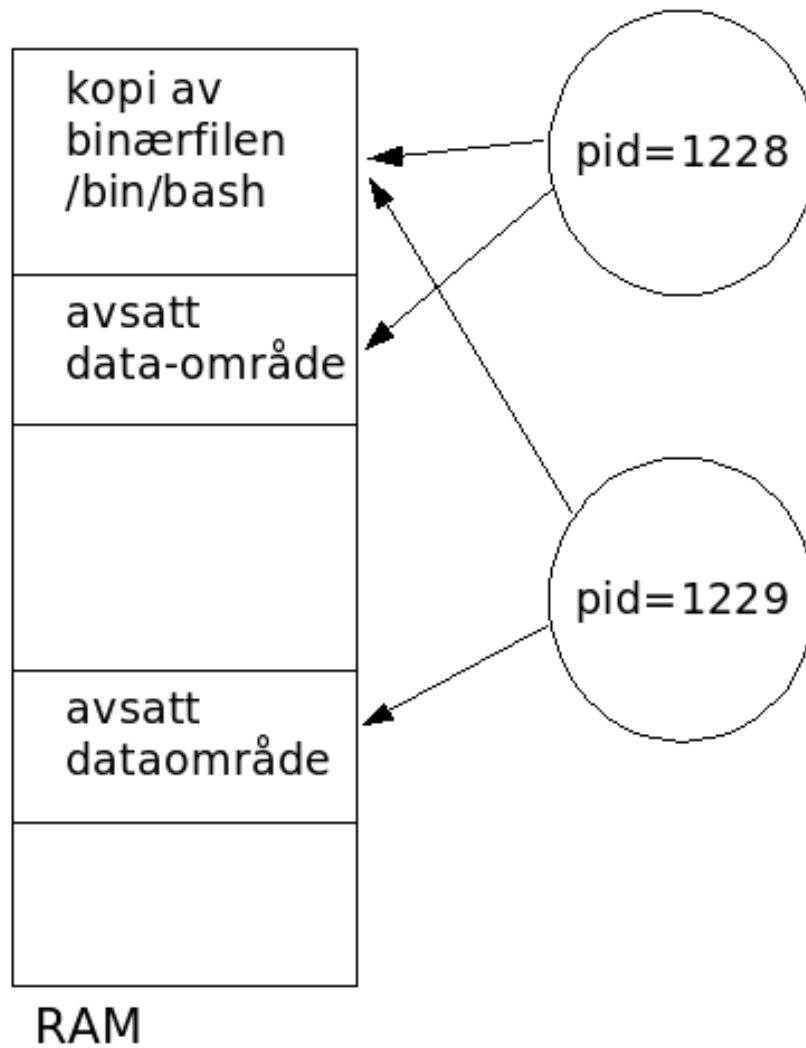 kopi av
binærfilen
/bin/bash
avsatt
data-område
avsatt
dataområde
RAM
pid=1228
pid=1229